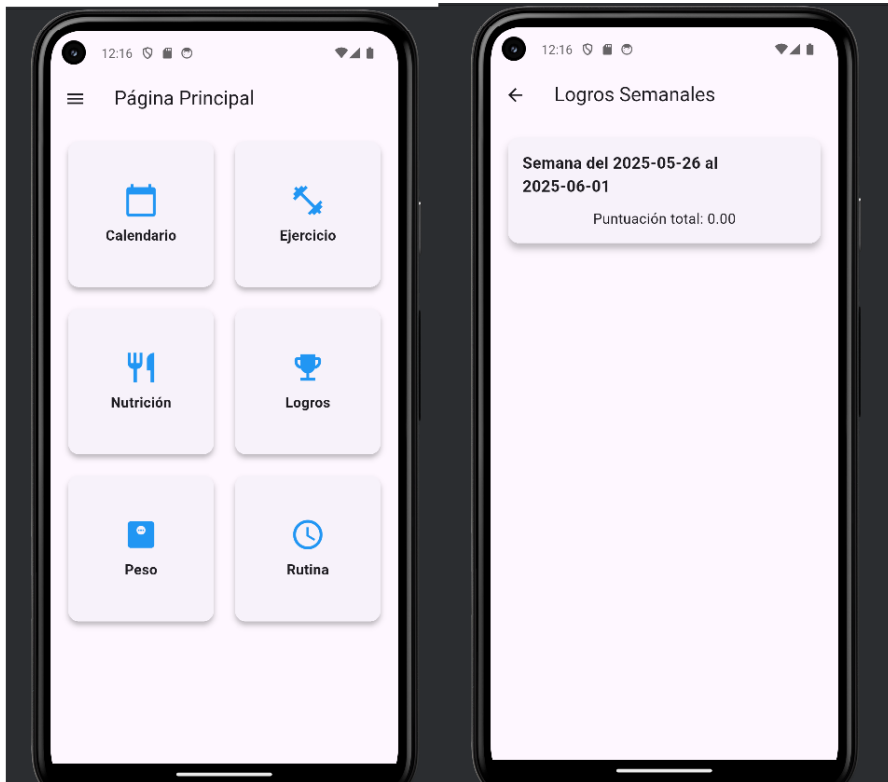 12:16
Página Principal
Calendario
Ejercicio
Nutrición
Logros
Peso
Rutina
12:16
Logros Semanales
Semana del 2025-05-26 al
2025-06-01
Puntuación total: 0.00